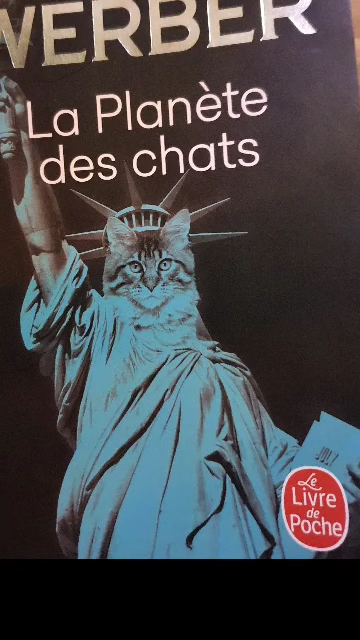 WERBER
La Planète
des chats
JULY
Le
Livre
de
Poche